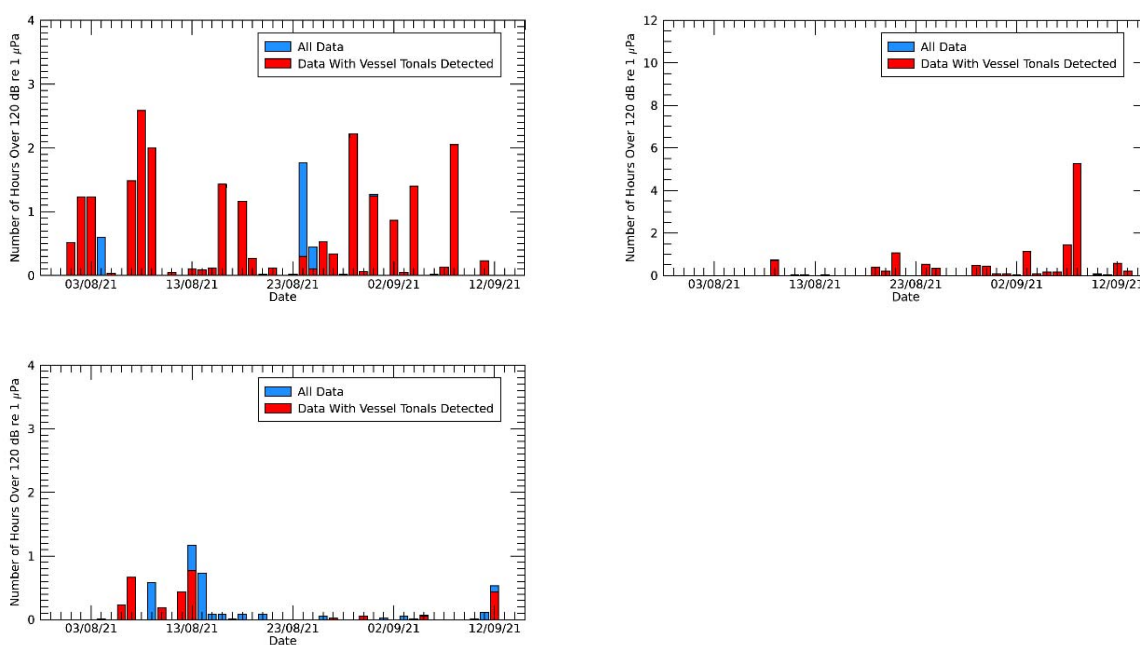 Number of Hours Over 120 dB re 1 μPa
4
3
2
1
0
All Data
Data With Vessel Tonals Detected
03/08/21 13/08/21 23/08/21 02/09/21 12/09/21
Date
Number of Hours Over 120 dB re 1 μPa
12
10
8
6
4
2
0
All Data
Data With Vessel Tonals Detected
03/08/21 13/08/21 23/08/21 02/09/21 12/09/21
Date
Number of Hours Over 120 dB re 1 μPa
4
3
2
1
0
All Data
Data With Vessel Tonals Detected
03/08/21 13/08/21 23/08/21 02/09/21 12/09/21
Date